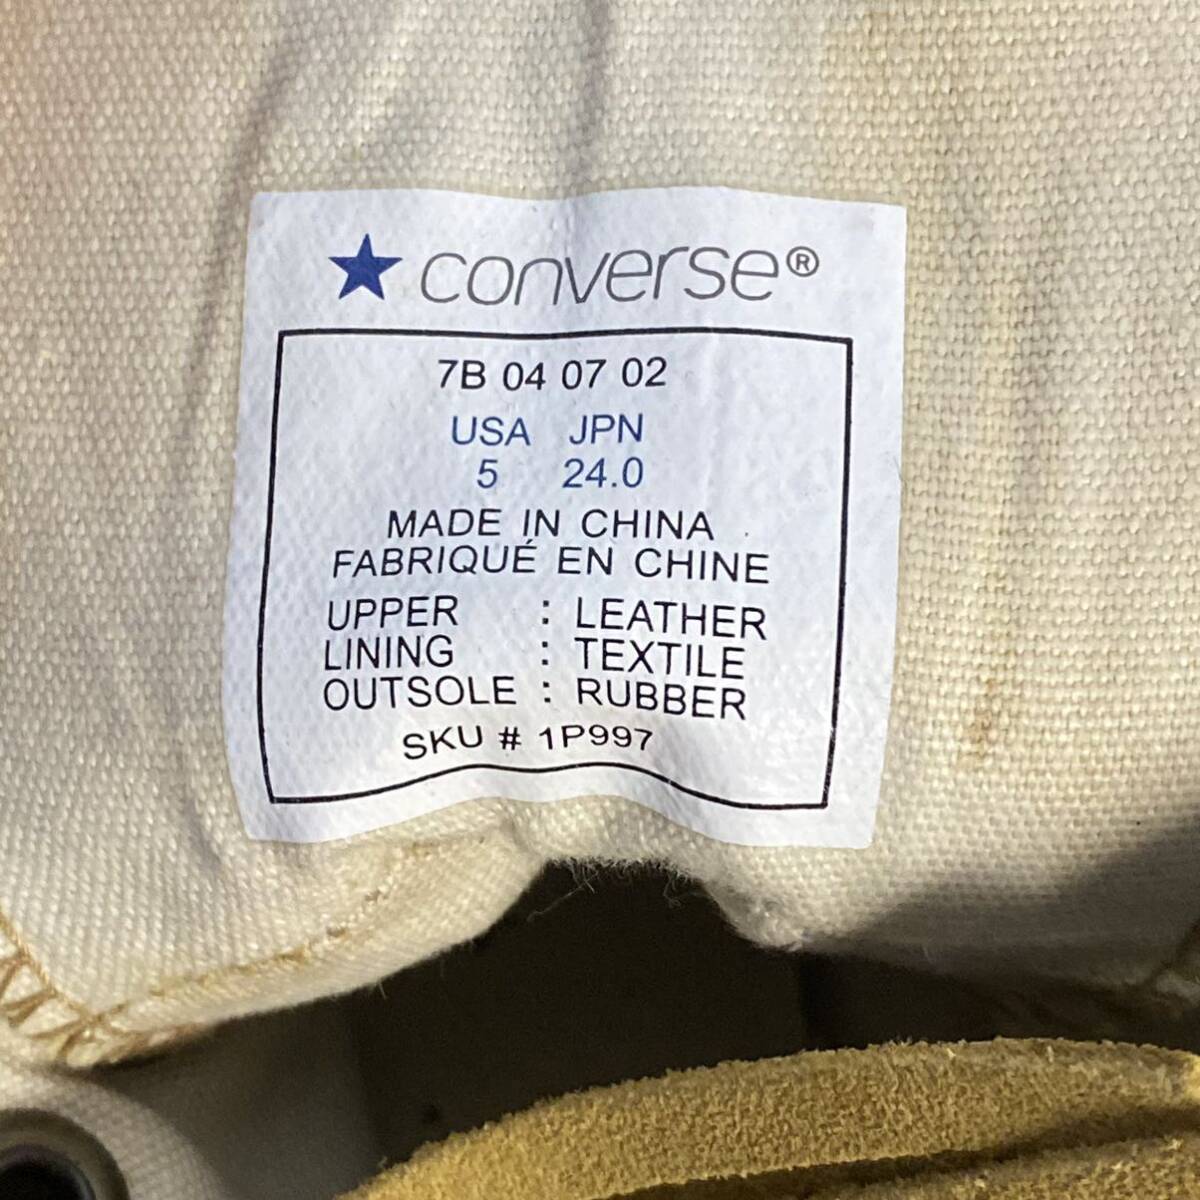 converse®
7B 04 07 02
USA JPN
5 24.0
MADE IN CHINA
FABRIQUÉ EN CHINE
UPPER : LEATHER
LINING : TEXTILE
OUTSOLE : RUBBER
SKU # 1P997